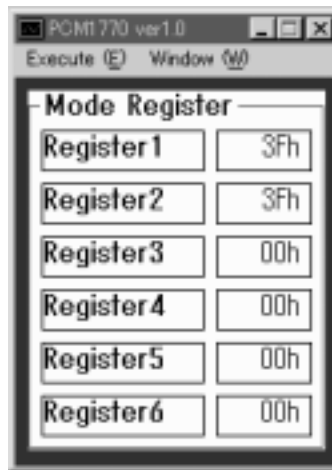 PCM1770 ver1.0
Execute (E) Window (W)
Mode Register
Register1 3Fh
Register2 3Fh
Register3 00h
Register4 00h
Register5 00h
Register6 00h